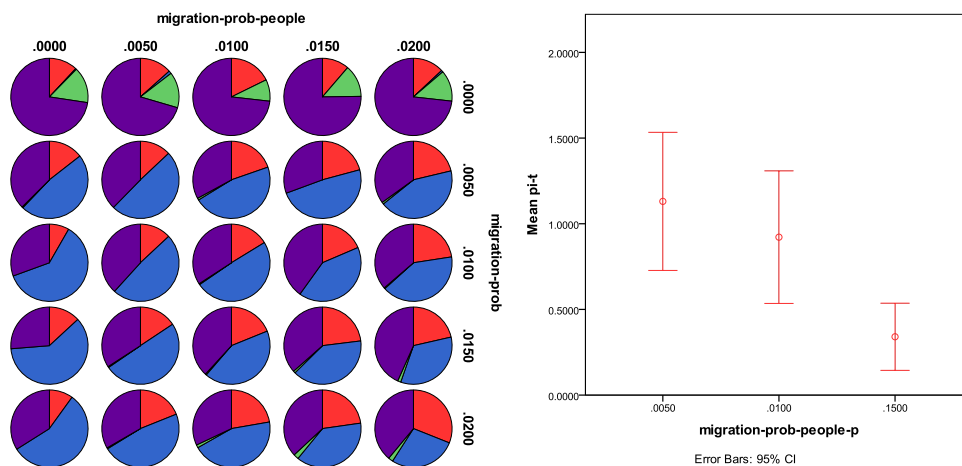 migration-prob-people
.0000 .0050 .0100 .0150 .0200
.0000
.0050
.0100
.0150
.0200
migration-prob
2.0000
1.5000
1.0000
0.5000
0.0000
Mean pi-t
.0050 .0100 .1500
migration-prob-people-p
Error Bars: 95% CI